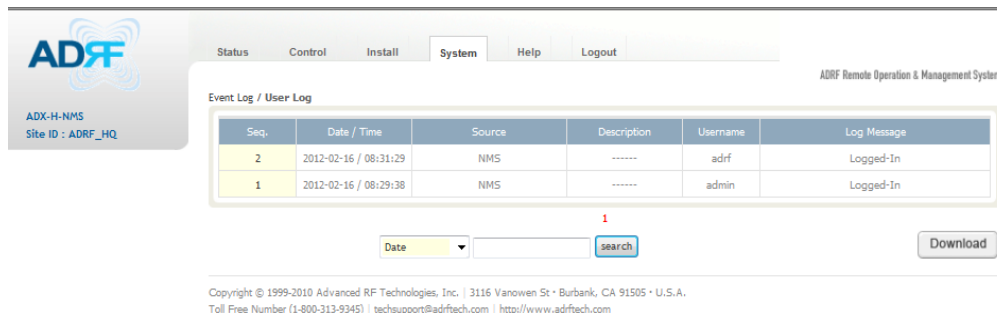 ADRF
Status Control Install System Help Logout
ADRF Remote Operation & Management System
Event Log / User Log
ADX-H-NMS
Site ID : ADRF_HQ
Seq. Date / Time Source Description Username Log Message
2 2012-02-16 / 08:31:29 NMS ------ adrf Logged-In
1 2012-02-16 / 08:29:38 NMS ------ admin Logged-In
1
Date search Download
Copyright © 1999-2010 Advanced RF Technologies, Inc. | 3116 Vanowen St • Burbank, CA 91505 • U.S.A.
Toll Free Number (1-800-313-9345) | techsupport@adrftech.com | http://www.adrftech.com